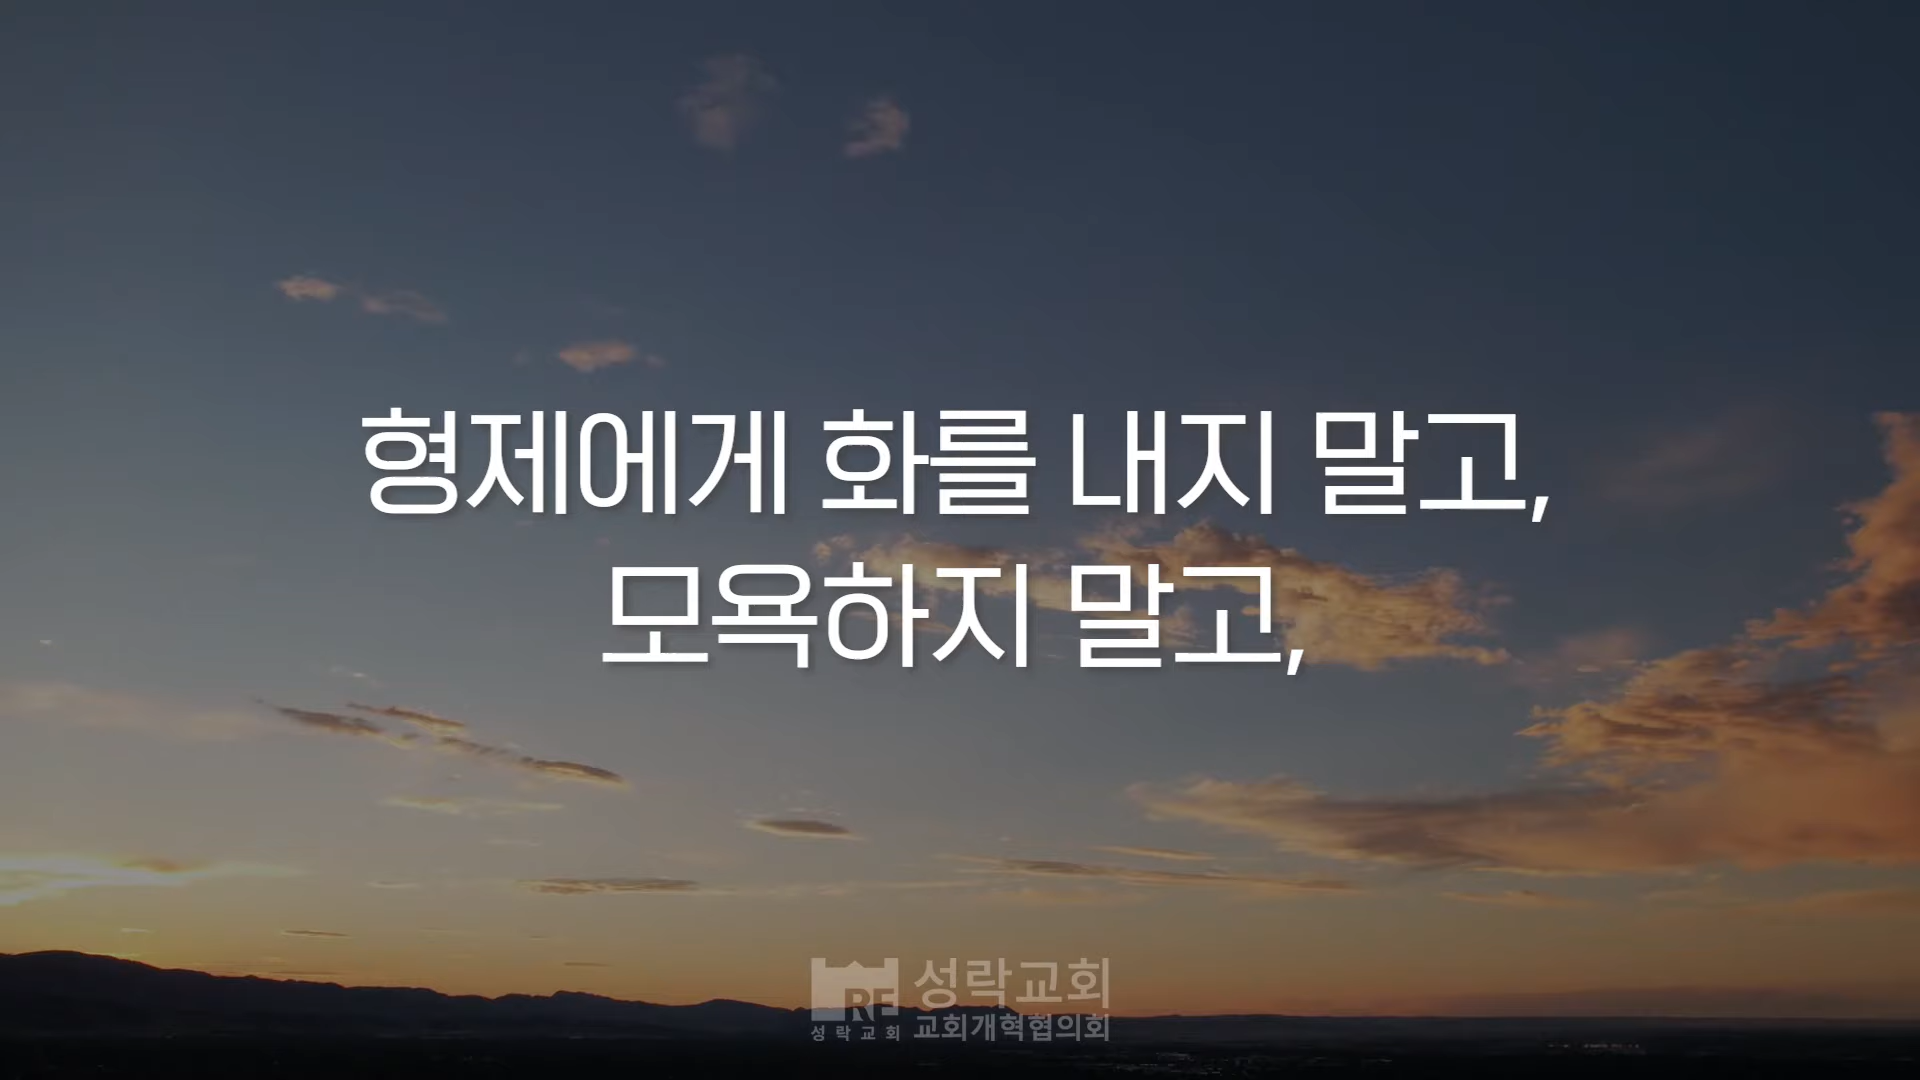 형제에게 화를 내지 말고,
모욕하지 말고,
RE
성락교회
성락교회
교회개혁협의회